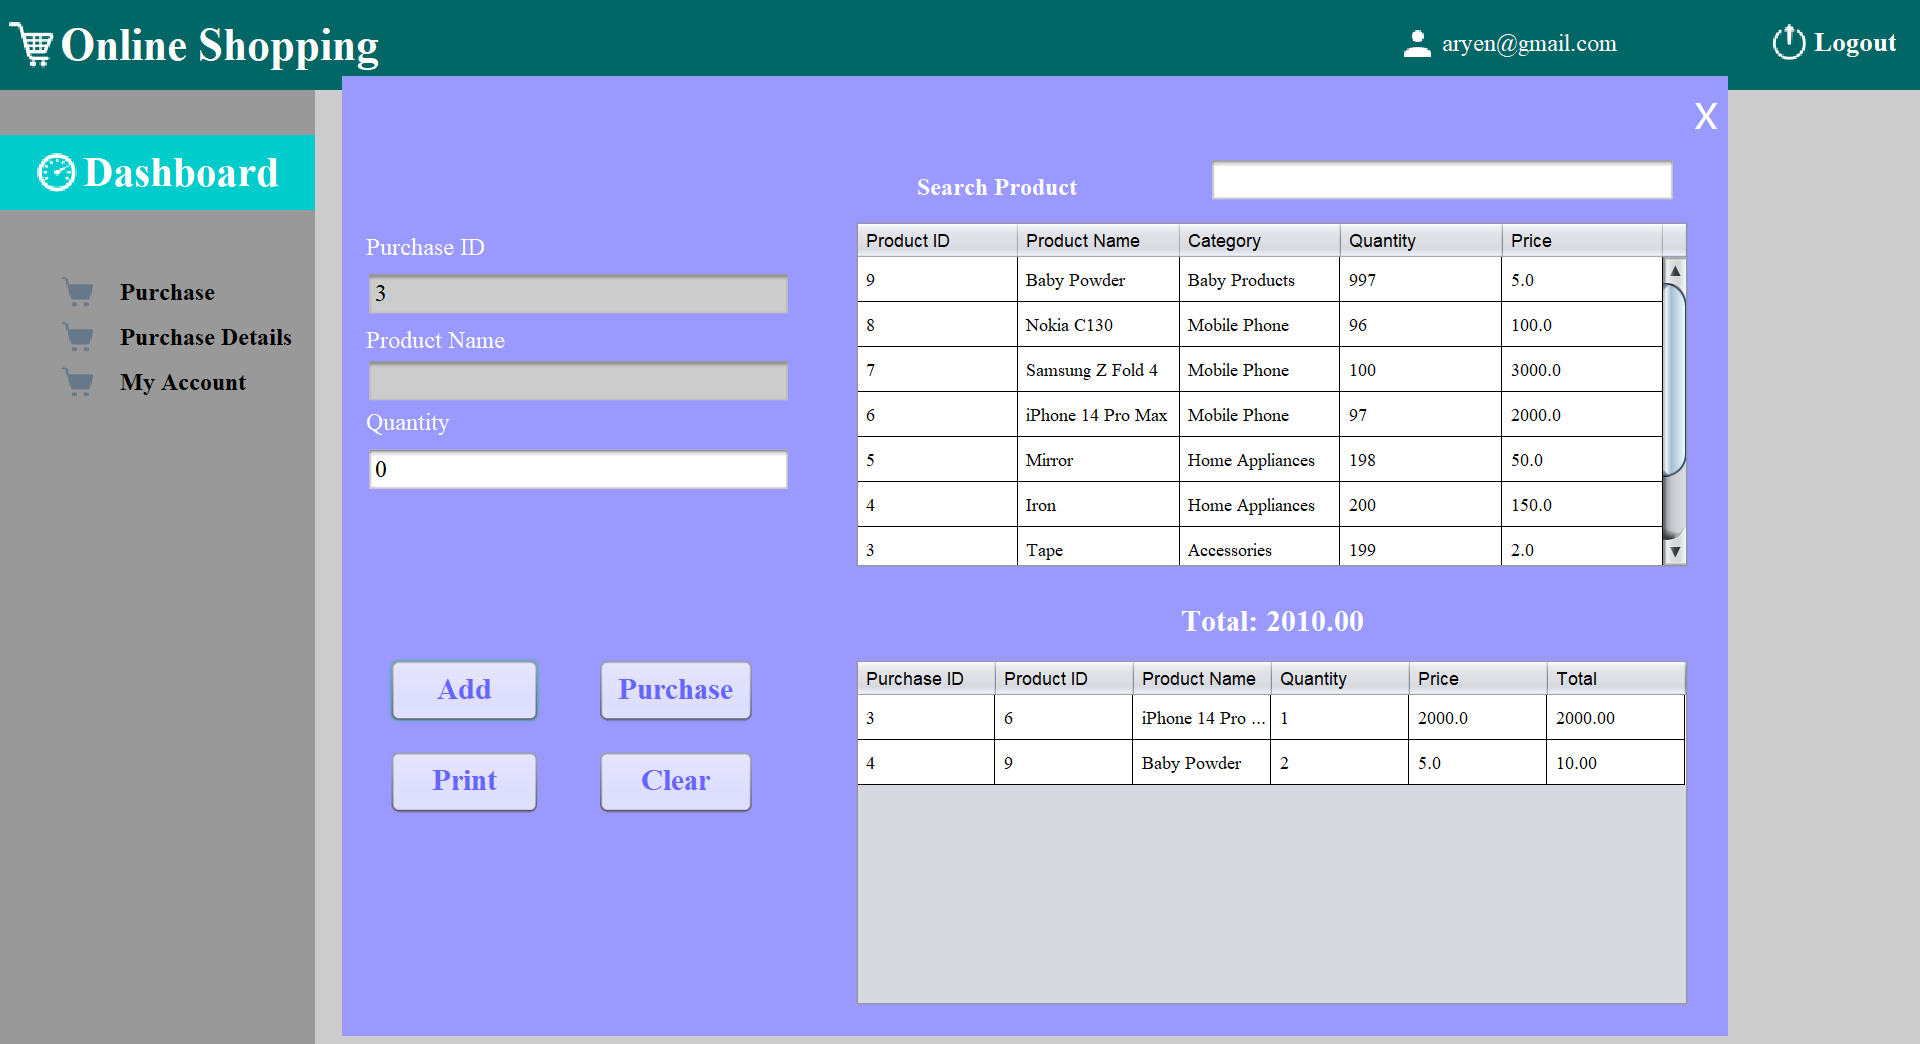 Online Shopping
aryen@gmail.com
Logout
X
Dashboard
Purchase
Purchase Details
My Account
Purchase ID
3
Product Name
Quantity
0
Add Purchase
Print Clear
Search Product
Product ID Product Name Category Quantity Price
9 Baby Powder Baby Products 997 5.0
8 Nokia C130 Mobile Phone 96 100.0
7 Samsung Z Fold 4 Mobile Phone 100 3000.0
6 iPhone 14 Pro Max Mobile Phone 97 2000.0
5 Mirror Home Appliances 198 50.0
4 Iron Home Appliances 200 150.0
3 Tape Accessories 199 2.0
Total: 2010.00
Purchase ID Product ID Product Name Quantity Price Total
3 6 iPhone 14 Pro ... 1 2000.0 2000.00
4 9 Baby Powder 2 5.0 10.00